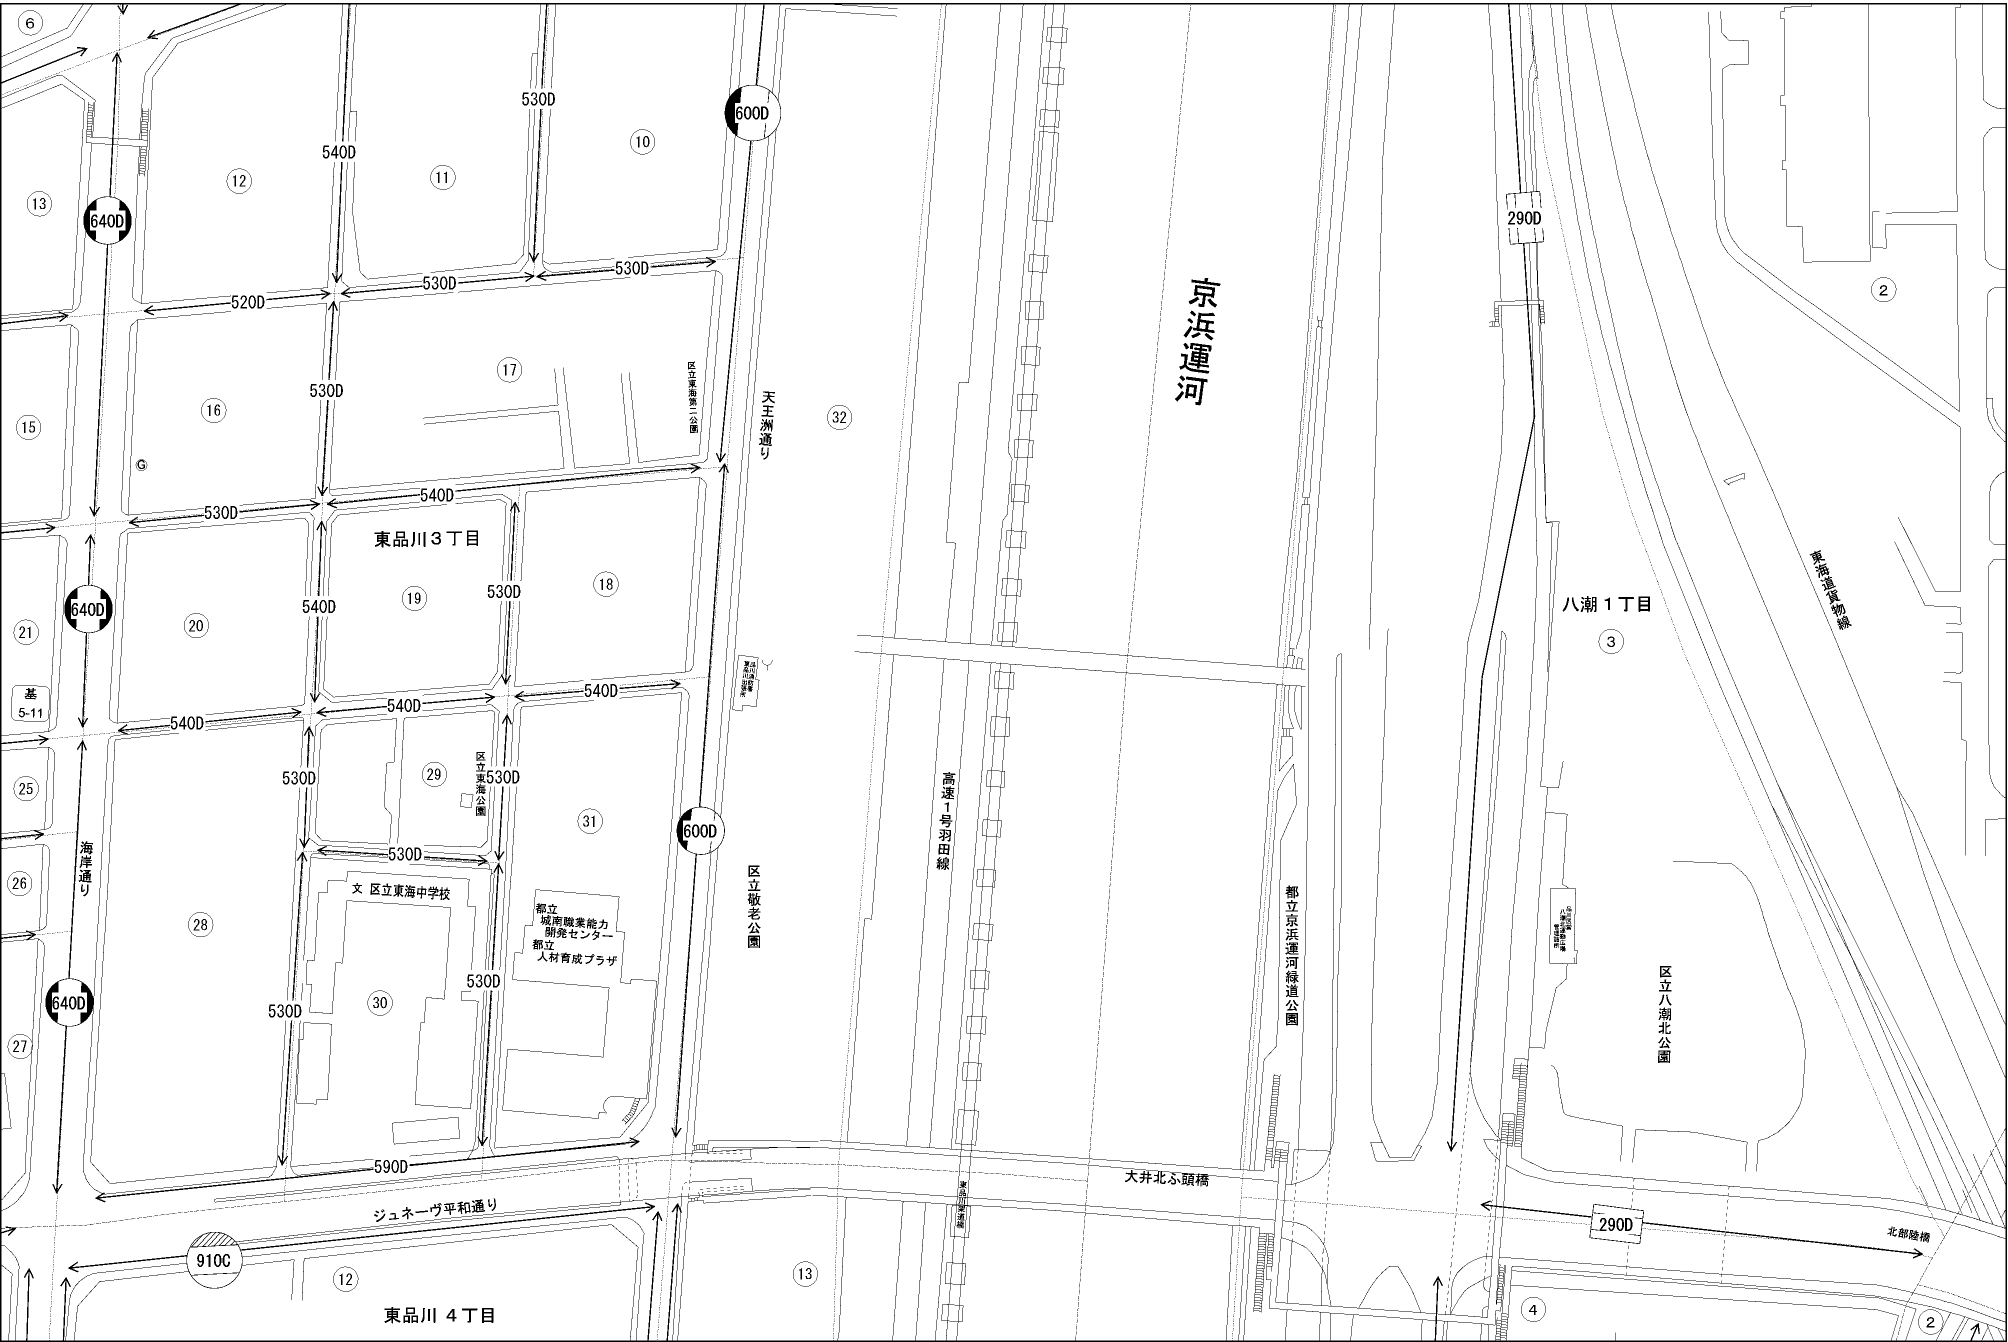 6
530D
600D
10
540D
12
11
13
640D
290D
530D
530D
520D
2
京浜運河
17
530D
区立東海第二公園
天王洲通り
16
32
15
G
540D
530D
東品川3丁目
18
530D
19
540D
640D
20
21
八潮1丁目
3
東海道貨物線
基
5-11
540D
540D
540D
530D
29
区立東海公園
530D
25
31
600D
高速1号羽田線
海岸通り
530D
26
文 区立東海中学校
28
都立
城南職業能力
開発センター
都立
人材育成プラザ
区立敬老公園
都立京浜運河緑道公園
区立八潮北公園
530D
530D
30
640D
27
590D
大井北ふ頭橋
ジュネーヴ平和通り
東品川架道橋
290D
北部陸橋
910C
12
13
東品川 4丁目
4
2